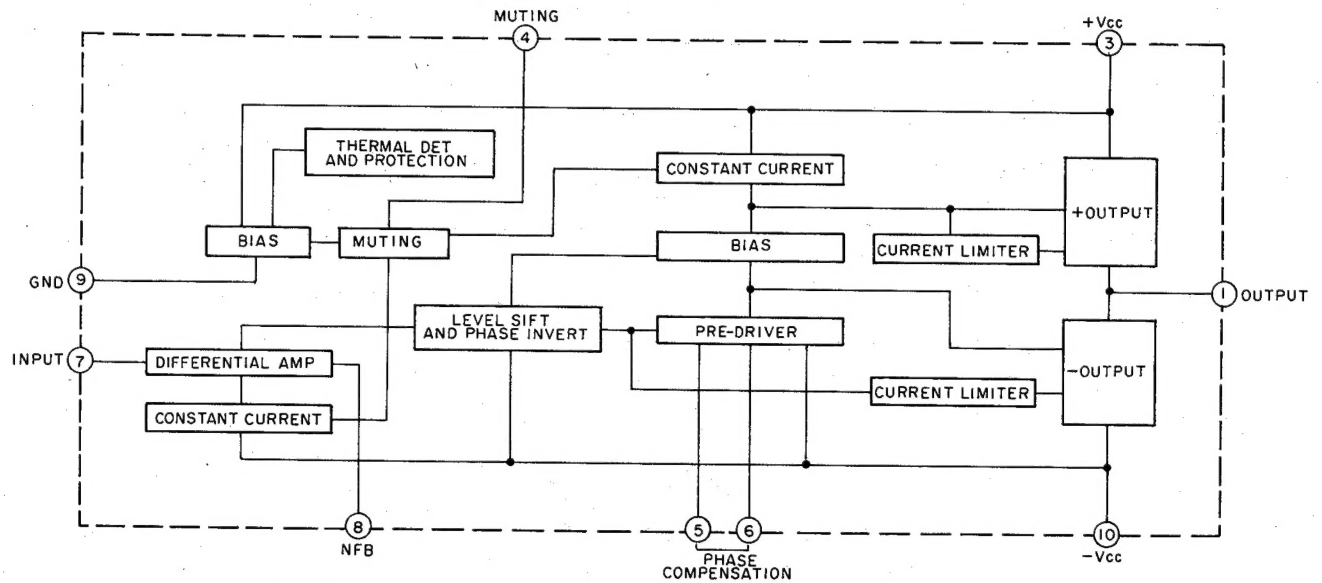 MUTING
4
+Vcc
3
THERMAL DET
AND PROTECTION
CONSTANT CURRENT
+OUTPUT
BIAS
MUTING
BIAS
CURRENT LIMITER
GND 9
1 OUTPUT
LEVEL SIFT
AND PHASE INVERT
PRE-DRIVER
INPUT 7
DIFFERENTIAL AMP
-OUTPUT
CURRENT LIMITER
CONSTANT CURRENT
8
NFB
5
6
PHASE
COMPENSATION
10
-Vcc